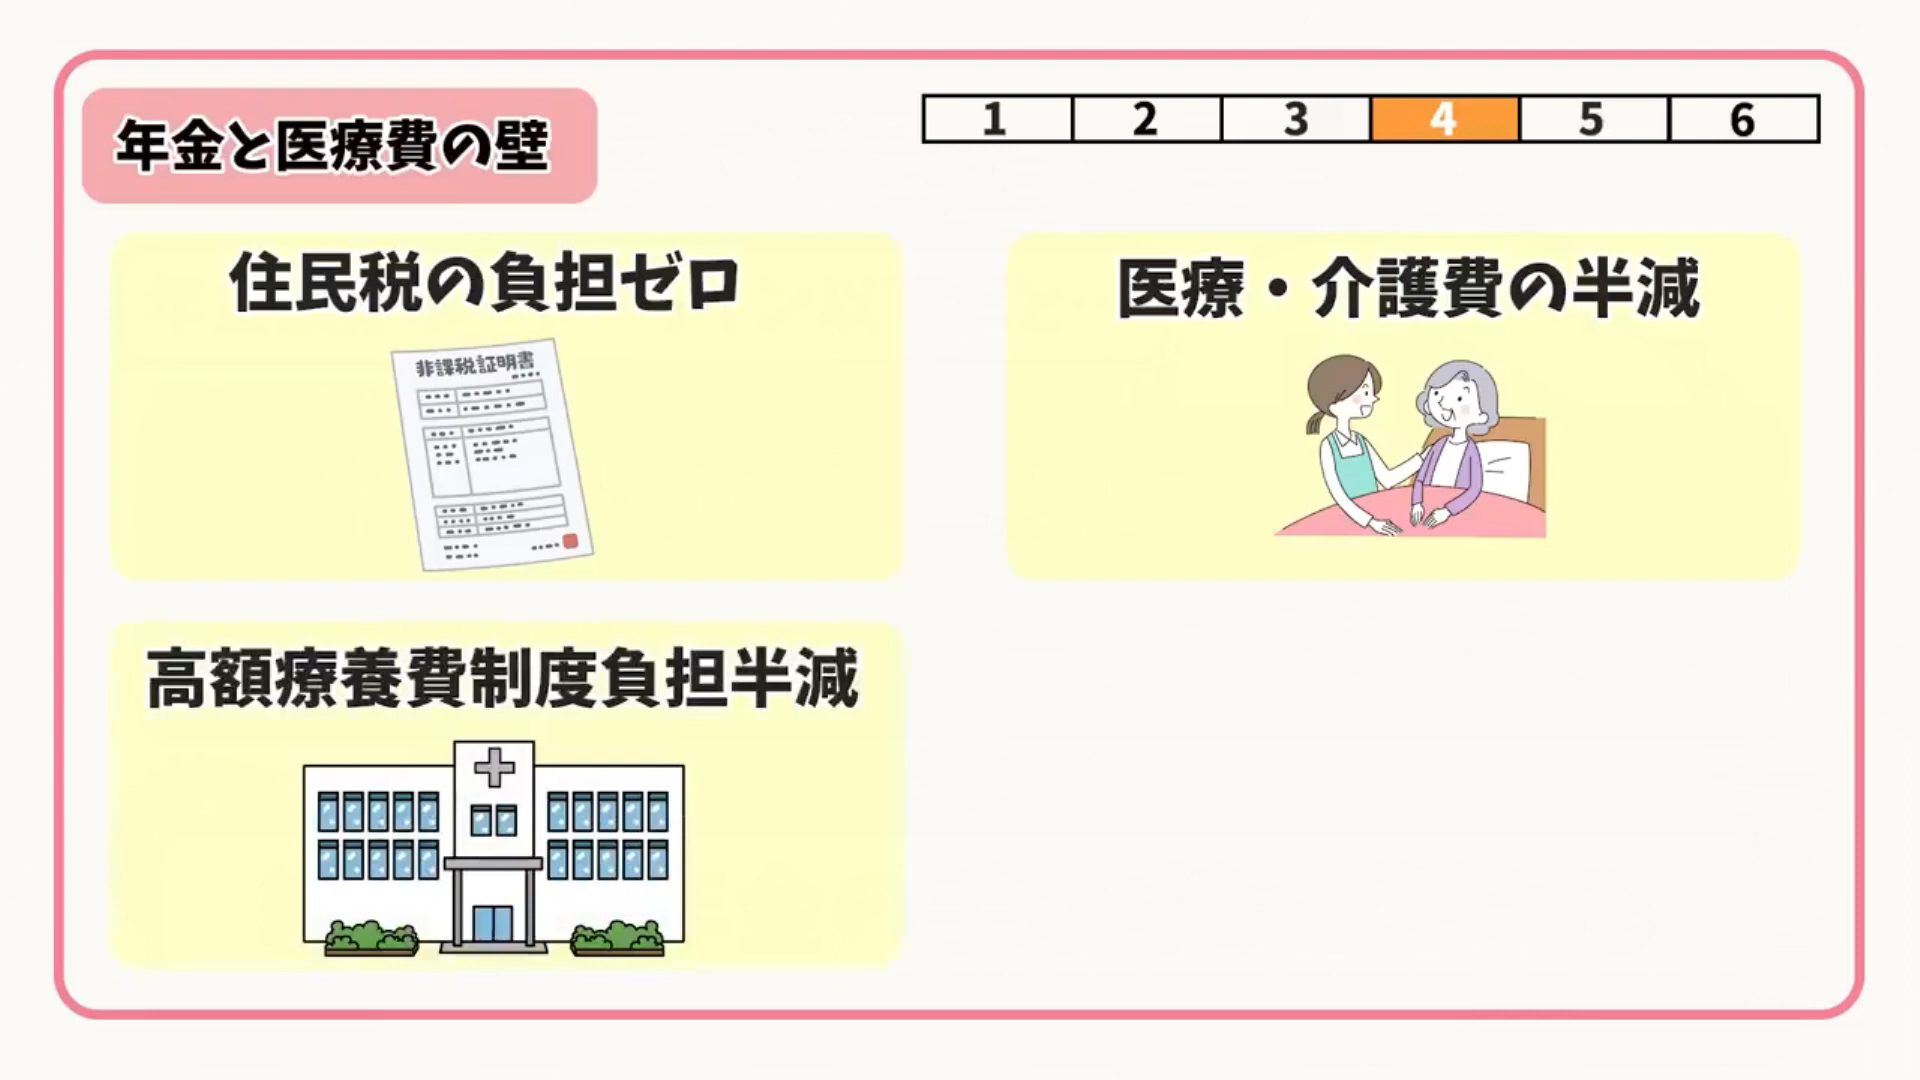 年金と医療費の壁
1 2 3 4 5 6
住民税の負担ゼロ
非課税証明書
医療・介護費の半減
高額療養費制度負担半減